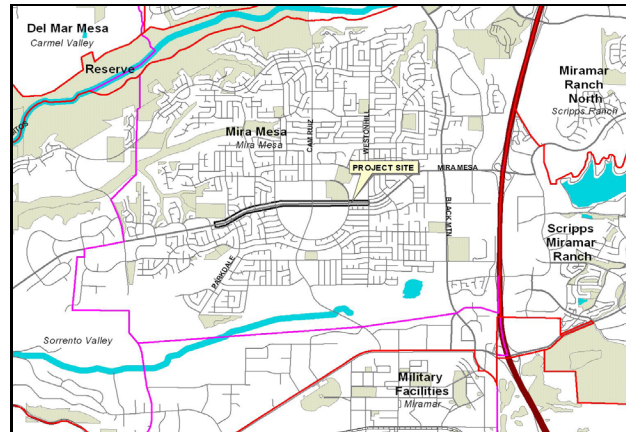 Del Mar Mesa
Carmel Valley
Reserve
Miramar
Ranch
North
Scripps Ranch
Mira Mesa
Mira Mesa
CAM RUIZ
WESTONHILL
PROJECT SITE
MIRA MESA
BLACK MTN
Scripps
Miramar
Ranch
PARKDALE
Sorrento Valley
Military
Facilities
Miramar